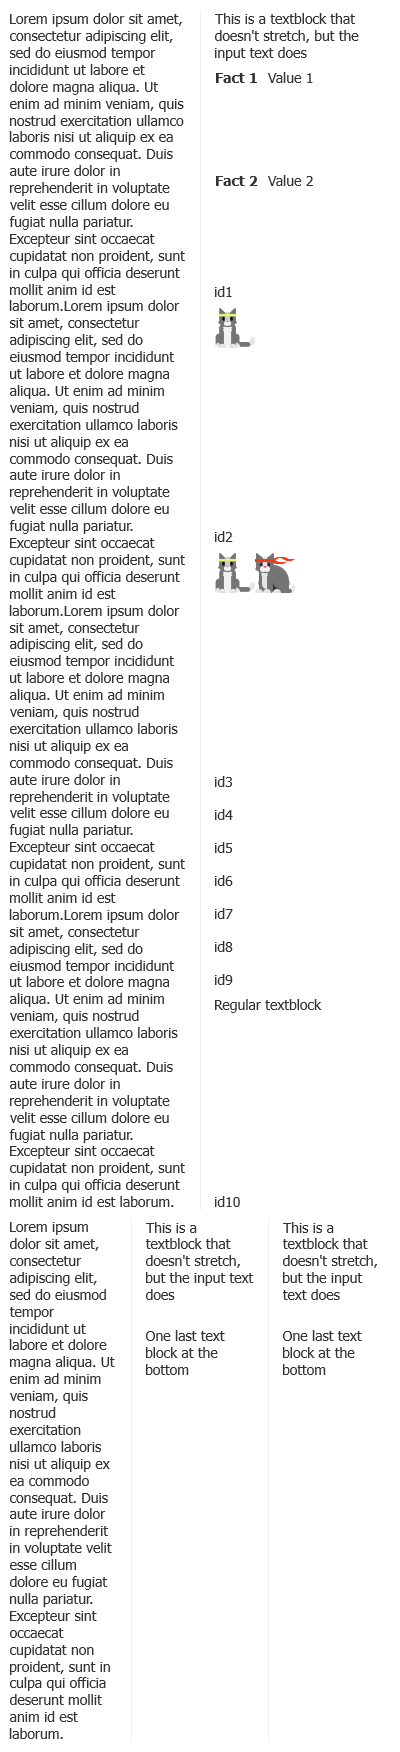 Lorem ipsum dolor sit amet,
consectetur adipiscing elit,
sed do eiusmod tempor
incididunt ut labore et
dolore magna aliqua. Ut
enim ad minim veniam, quis
nostrud exercitation ullamco
laboris nisi ut aliquip ex ea
commodo consequat. Duis
aute irure dolor in
reprehenderit in voluptate
velit esse cillum dolore eu
fugiat nulla pariatur.
Excepteur sint occaecat
cupidatat non proident, sunt
in culpa qui officia deserunt
mollit anim id est
laborum.Lorem ipsum dolor
sit amet, consectetur
adipiscing elit, sed do
eiusmod tempor incididunt
ut labore et dolore magna
aliqua. Ut enim ad minim
veniam, quis nostrud
exercitation ullamco laboris
nisi ut aliquip ex ea
commodo consequat. Duis
aute irure dolor in
reprehenderit in voluptate
velit esse cillum dolore eu
fugiat nulla pariatur.
Excepteur sint occaecat
cupidatat non proident, sunt
in culpa qui officia deserunt
mollit anim id est
laborum.Lorem ipsum dolor
sit amet, consectetur
adipiscing elit, sed do
eiusmod tempor incididunt
ut labore et dolore magna
aliqua. Ut enim ad minim
veniam, quis nostrud
exercitation ullamco laboris
nisi ut aliquip ex ea
commodo consequat. Duis
aute irure dolor in
reprehenderit in voluptate
velit esse cillum dolore eu
fugiat nulla pariatur.
Excepteur sint occaecat
cupidatat non proident, sunt
in culpa qui officia deserunt
mollit anim id est
laborum.Lorem ipsum dolor
sit amet, consectetur
adipiscing elit, sed do
eiusmod tempor incididunt
ut labore et dolore magna
aliqua. Ut enim ad minim
veniam, quis nostrud
exercitation ullamco laboris
nisi ut aliquip ex ea
commodo consequat. Duis
aute irure dolor in
reprehenderit in voluptate
velit esse cillum dolore eu
fugiat nulla pariatur.
Excepteur sint occaecat
cupidatat non proident, sunt
in culpa qui officia deserunt
mollit anim id est laborum.
This is a textblock that
doesn't stretch, but the
input text does
Fact 1 Value 1
Fact 2 Value 2
id1
id2
id3
id4
id5
id6
id7
id8
id9
Regular textblock
id10
Lorem ipsum
dolor sit amet,
consectetur
adipiscing elit,
sed do eiusmod
tempor
incididunt ut
labore et dolore
magna aliqua. Ut
enim ad minim
veniam, quis
nostrud
exercitation
ullamco laboris
nisi ut aliquip ex
ea commodo
consequat. Duis
aute irure dolor
in reprehenderit
in voluptate velit
esse cillum
dolore eu fugiat
nulla pariatur.
Excepteur sint
occaecat
cupidatat non
proident, sunt in
culpa qui officia
deserunt mollit
anim id est
laborum.
This is a
textblock that
doesn't stretch,
but the input text
does
One last text
block at the
bottom
This is a
textblock that
doesn't stretch,
but the input
text does
One last text
block at the
bottom